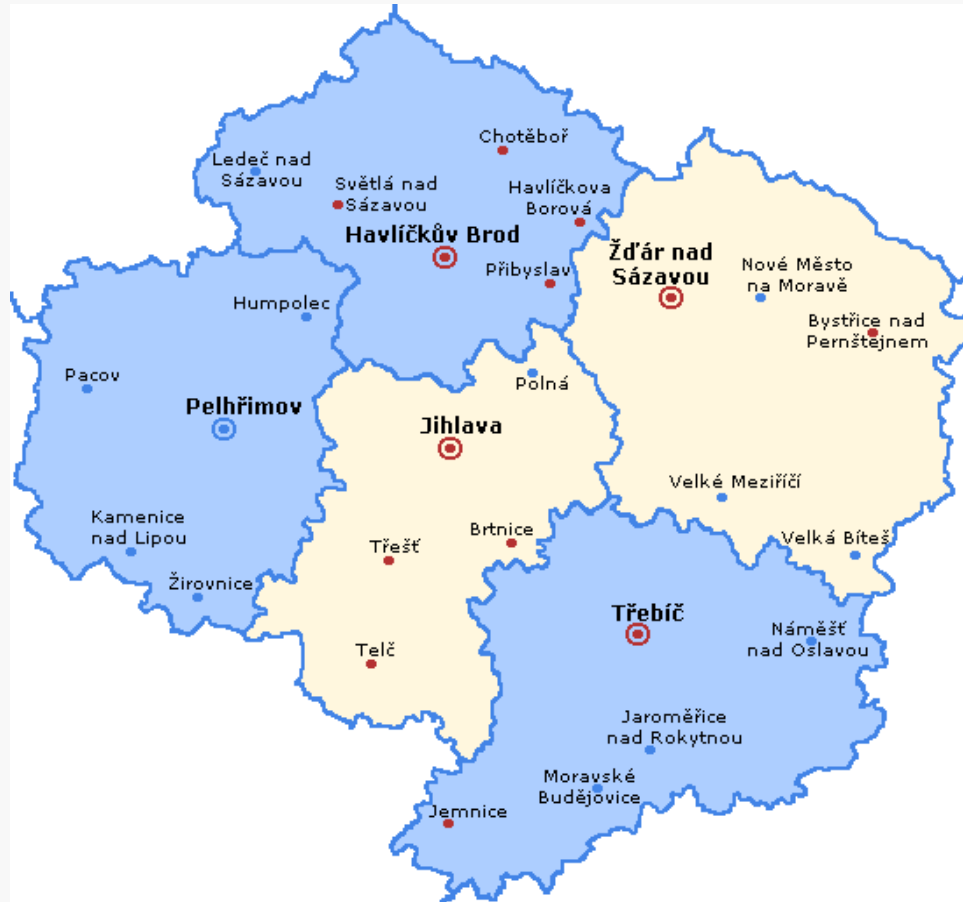 Chotěboř
Ledeč nad
Sázavou
Světlá nad
Sázavou
Havlíčkova
Borová
Havlíčkův Brod
Přibyslav
Žďár nad
Sázavou
Nové Město
na Moravě
Humpolec
Bystřice nad
Pernštejnem
Pacov
Polná
Pelhřimov
Jihlava
Velké Meziříčí
Kamenice
nad Lipou
Brtnice
Velká Bíteš
Třešť
Žirovnice
Třebíč
Náměšť
nad Oslavou
Telč
Jaroměřice
nad Rokytnou
Moravské
Budějovice
Jemnice